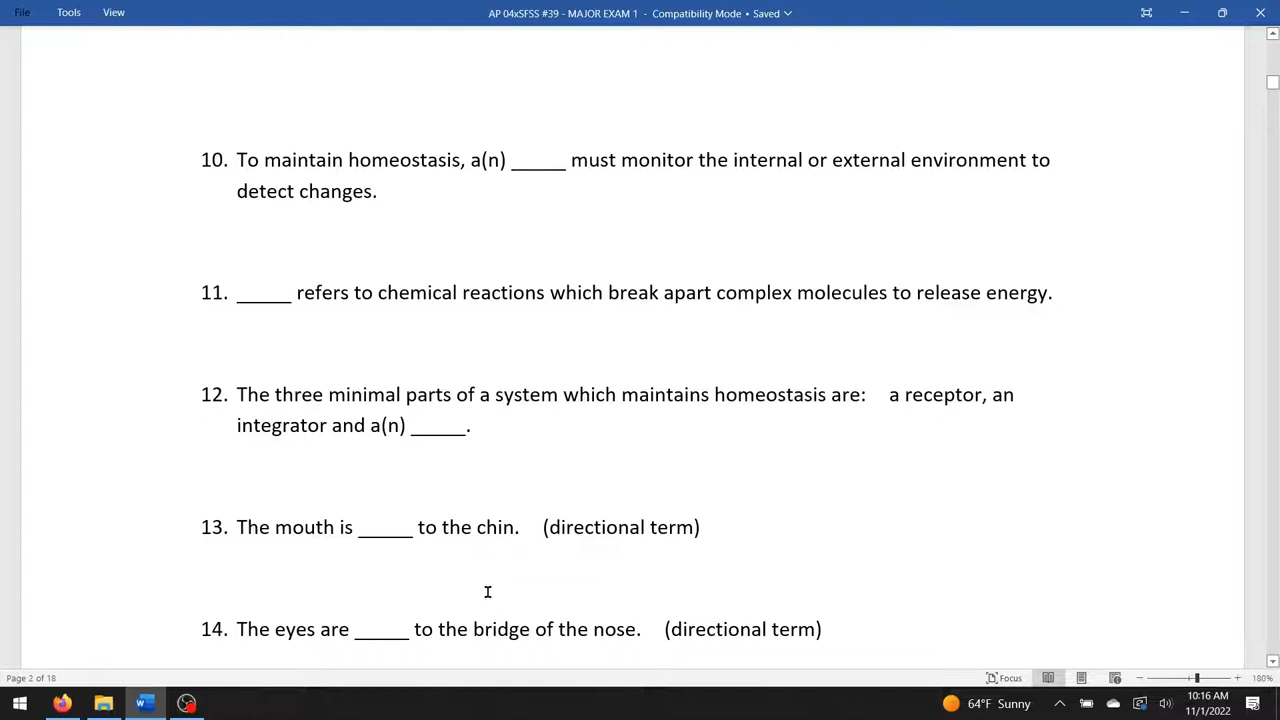 File Tools View AP 04xSFSS #39 - MAJOR EXAM 1 - Compatibility Mode • Saved
10. To maintain homeostasis, a(n) _____ must monitor the internal or external environment to
detect changes.
11. _____ refers to chemical reactions which break apart complex molecules to release energy.
12. The three minimal parts of a system which maintains homeostasis are: a receptor, an
integrator and a(n) _____.
13. The mouth is _____ to the chin. (directional term)
14. The eyes are _____ to the bridge of the nose. (directional term)
Page 2 of 18 Focus 180%
64°F Sunny 10:16 AM
11/1/2022